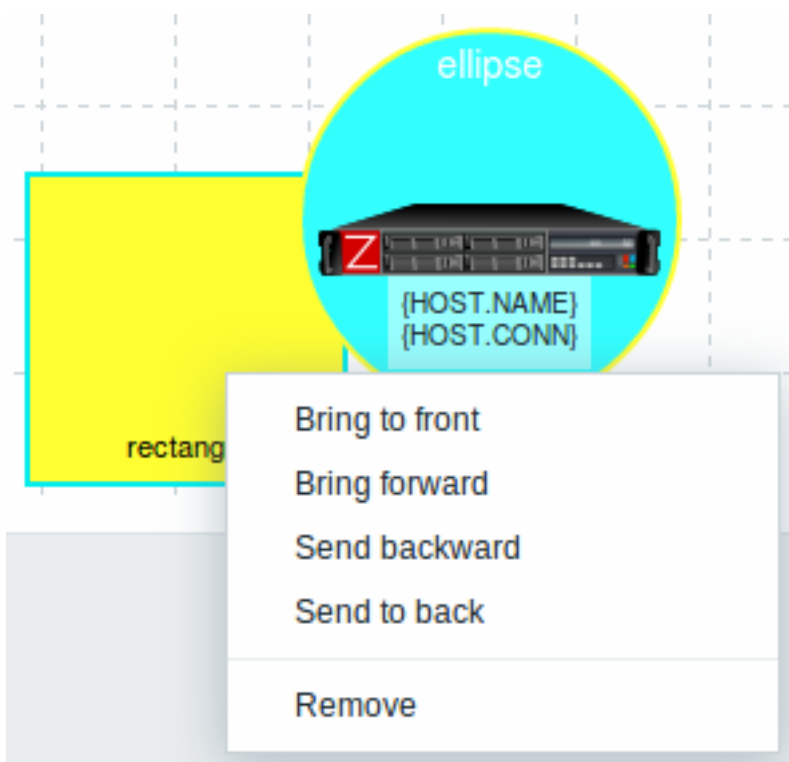 ellipse
Z
{HOST.NAME}
{HOST.CONN}
rectang
Bring to front
Bring forward
Send backward
Send to back
Remove